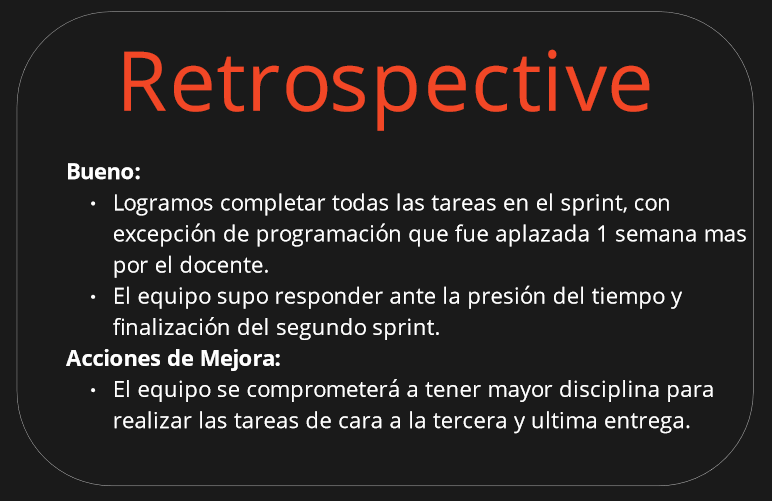 Retrospective
Bueno:
• Logramos completar todas las tareas en el sprint, con
excepción de programación que fue aplazada 1 semana mas
por el docente.
• El equipo supo responder ante la presión del tiempo y
finalización del segundo sprint.
Acciones de Mejora:
• El equipo se comprometerá a tener mayor disciplina para
realizar las tareas de cara a la tercera y ultima entrega.